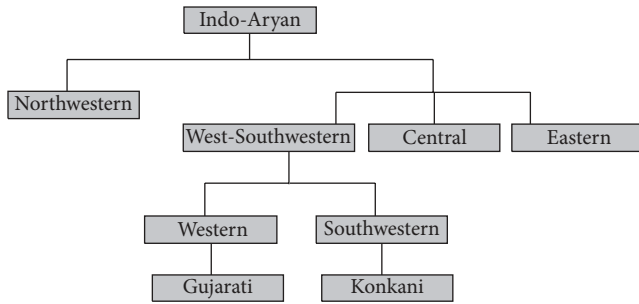 Indo-Aryan
Northwestern
West-Southwestern
Central
Eastern
Western
Southwestern
Gujarati
Konkani